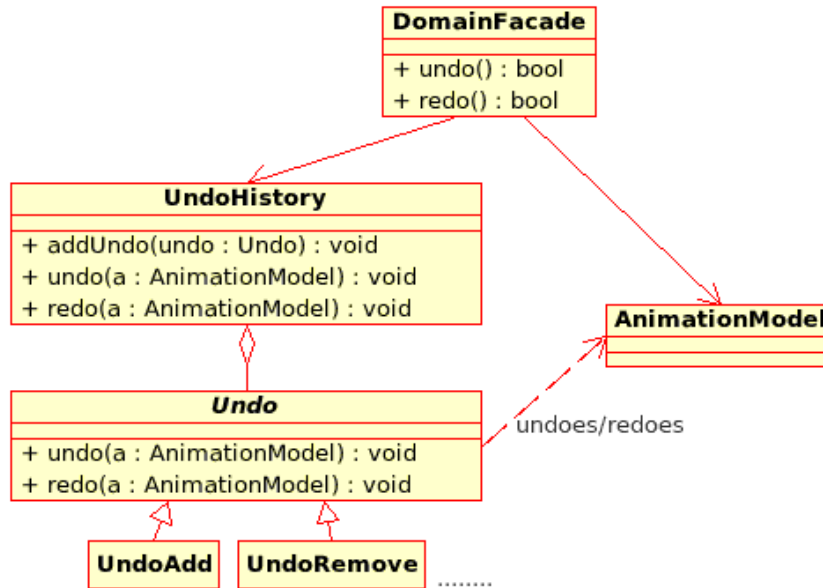 DomainFacade
+ undo() : bool
+ redo() : bool
UndoHistory
+ addUndo(undo : Undo) : void
+ undo(a : AnimationModel) : void
+ redo(a : AnimationModel) : void
AnimationModel
Undo
+ undo(a : AnimationModel) : void
+ redo(a : AnimationModel) : void
undoes/redoes
UndoAdd
UndoRemove
........